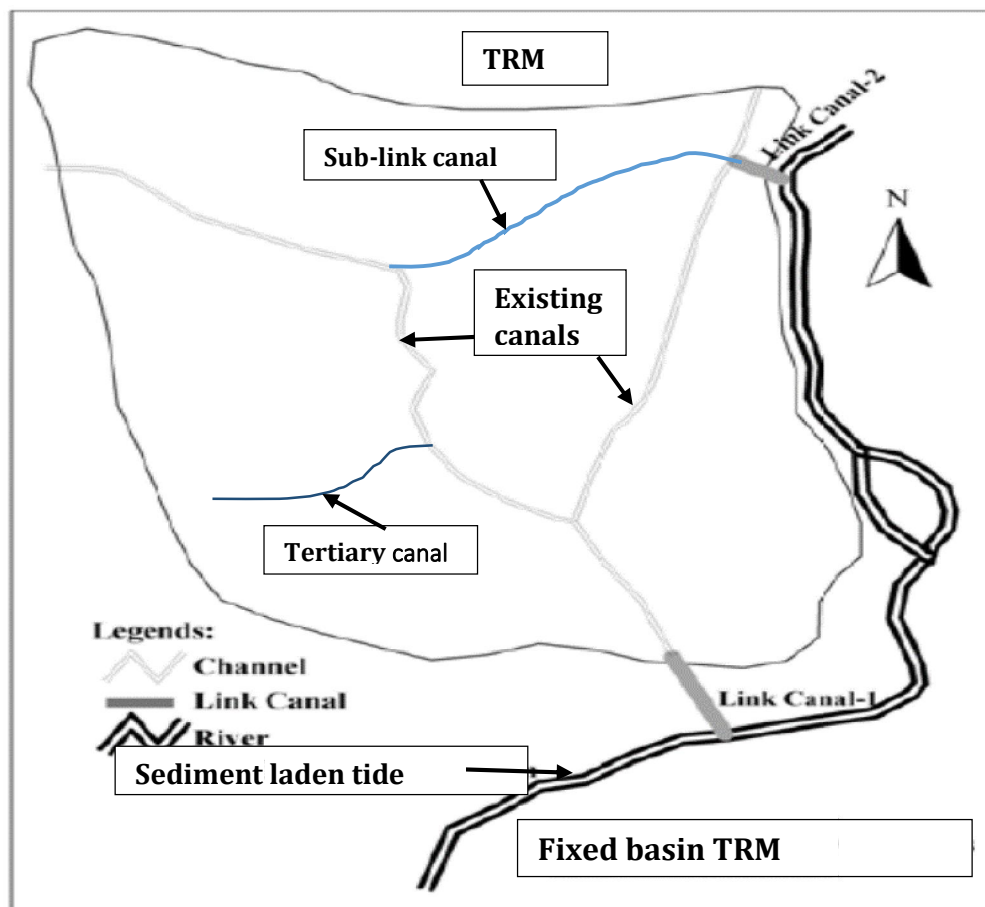 TRM
Link Canal-2
Sub-link canal
N
Existing
canals
Tertiary canal
Legends:
Channel
Link Canal
River
Link Canal-1
Sediment laden tide
Fixed basin TRM